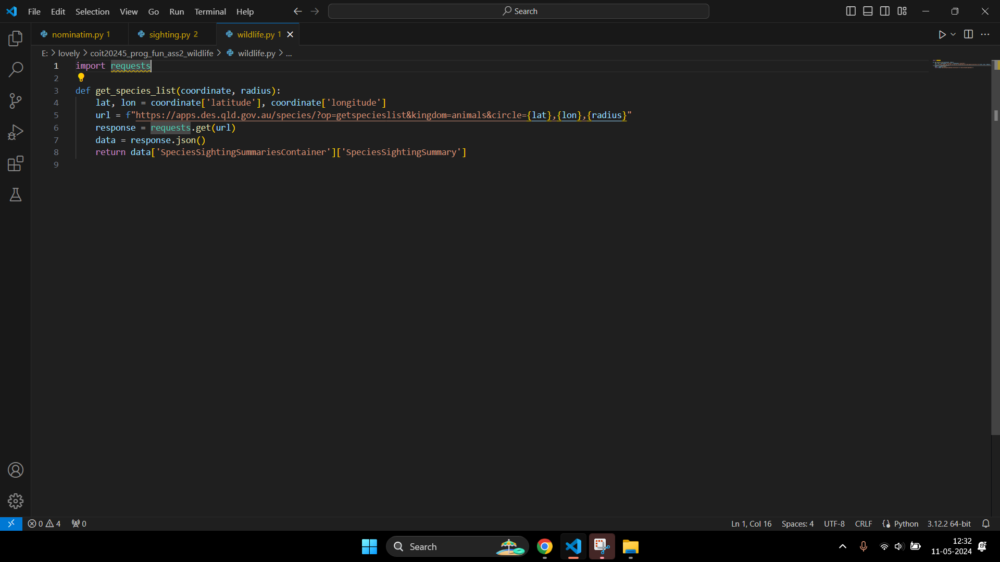 File Edit Selection View Go Run Terminal Help Search
nominatim.py 1 sighting.py 2 wildlife.py 1
E: > lovely > coit20245_prog_fun_ass2_wildlife > wildlife.py > ...
1 import requests
2
3 def get_species_list(coordinate, radius):
4 lat, lon = coordinate['latitude'], coordinate['longitude']
5 url = f"https://apps.des.qld.gov.au/species/?op=getspecieslist&kingdom=animals&circle={lat},{lon},{radius}"
6 response = requests.get(url)
7 data = response.json()
8 return data['SpeciesSightingSummariesContainer']['SpeciesSightingSummary']
9
0 4 0 Ln 1, Col 16 Spaces: 4 UTF-8 CRLF Python 3.12.2 64-bit
Search
12:32
11-05-2024